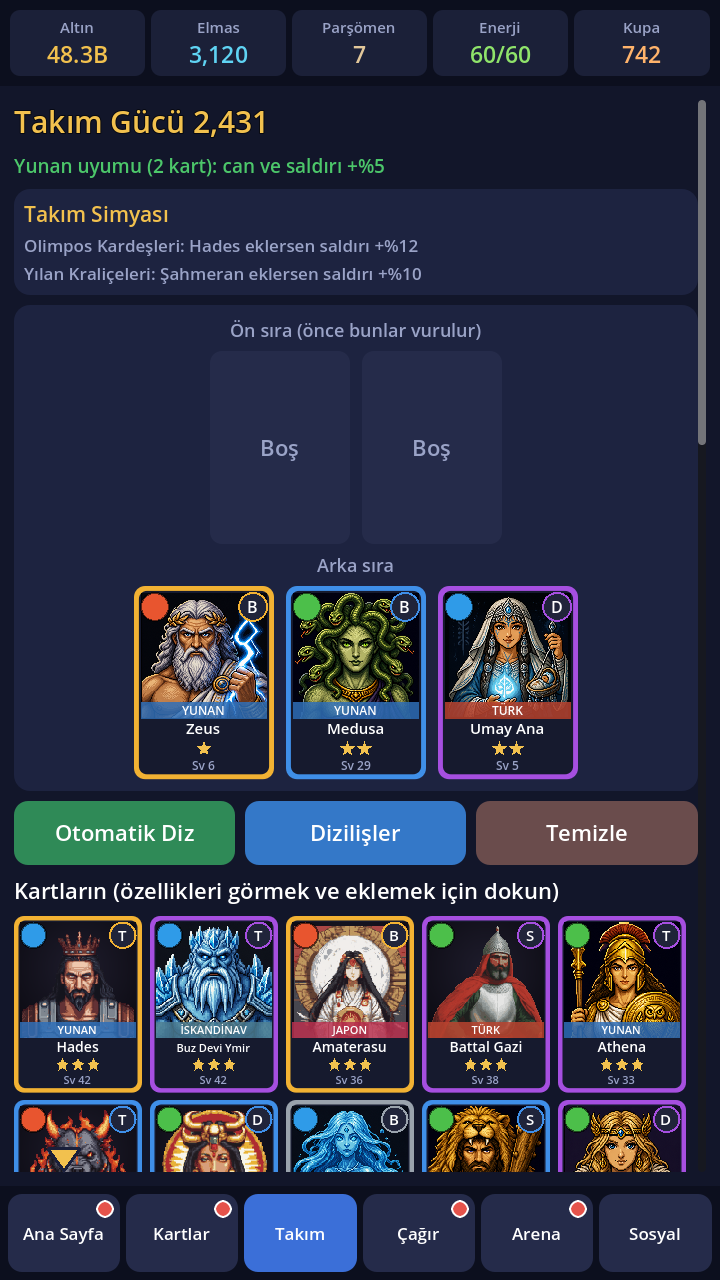 Altın
Elmas
Parşömen
Enerji
Kupa
48.3B
3,120
7
60/60
742
Takım Gücü 2,431
Yunan uyumu (2 kart): can ve saldırı +%5
Takım Simyası
Olimpos Kardeşleri: Hades eklersen saldırı +%12
Yılan Kraliçeleri: Şahmeran eklersen saldırı +%10
Ön sıra (önce bunlar vurulur)
Boş
Boş
Arka sıra
B
B
D
YUNAN
YUNAN
TÜRK
Zeus
Medusa
Umay Ana
Sv 6
Sv 29
Sv 5
Otomatik Diz
Dizilişler
Temizle
Kartların (özellikleri görmek ve eklemek için dokun)
T
T
B
S
T
YUNAN
İSKANDİNAV
JAPON
TÜRK
YUNAN
Hades
Buz Devi Ymir
Amaterasu
Battal Gazi
Athena
Sv 42
Sv 42
Sv 36
Sv 38
Sv 33
T
D
B
S
D
Ana Sayfa
Kartlar
Takım
Çağır
Arena
Sosyal